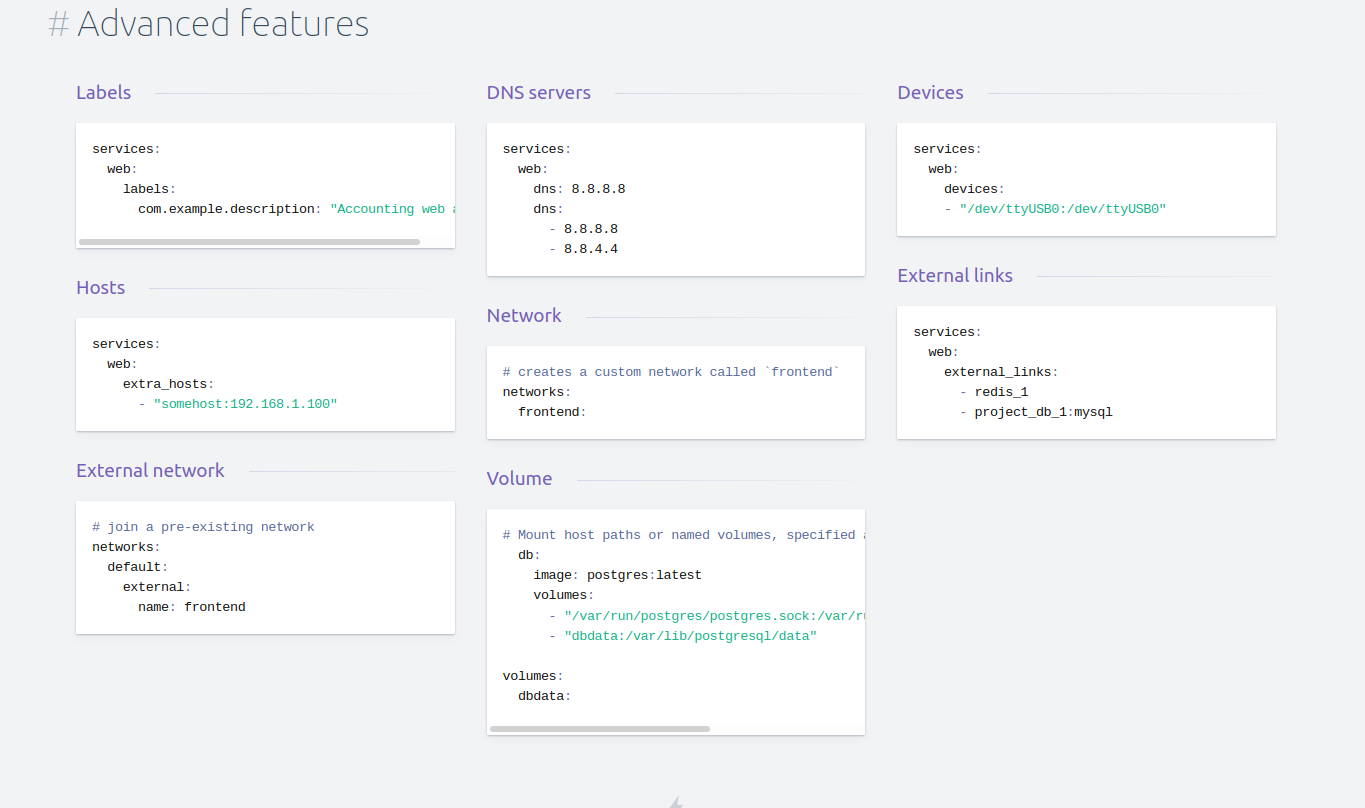 # Advanced features
Labels
services:
  web:
    labels:
      com.example.description: "Accounting web
Hosts
services:
  web:
    extra_hosts:
      - "somehost:192.168.1.100"
External network
# join a pre-existing network
networks:
  default:
    external:
      name: frontend
DNS servers
services:
  web:
    dns: 8.8.8.8
    dns:
      - 8.8.8.8
      - 8.8.4.4
Network
# creates a custom network called `frontend`
networks:
  frontend:
Volume
# Mount host paths or named volumes, specified
  db:
    image: postgres:latest
    volumes:
      - "/var/run/postgres/postgres.sock:/var/
      - "dbdata:/var/lib/postgresql/data"
volumes:
  dbdata:
Devices
services:
  web:
    devices:
    - "/dev/ttyUSB0:/dev/ttyUSB0"
External links
services:
  web:
    external_links:
      - redis_1
      - project_db_1:mysql